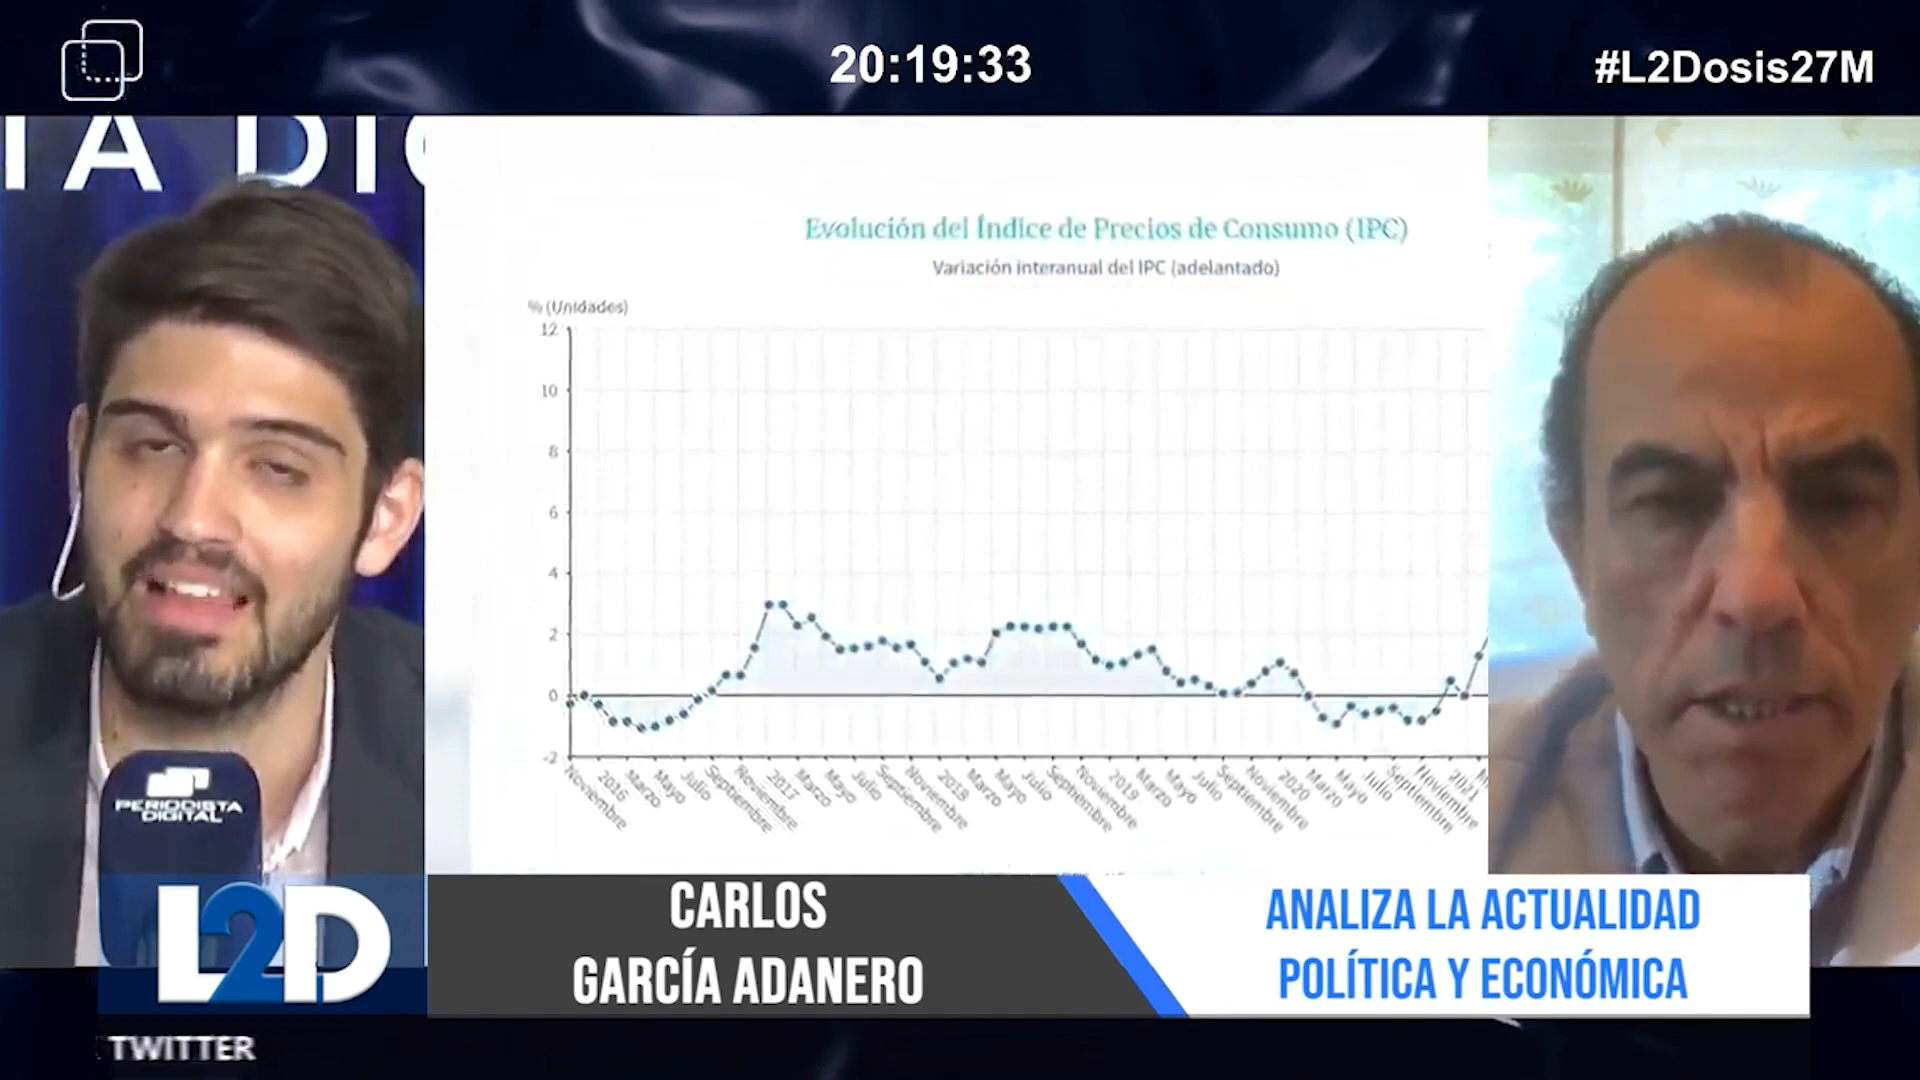 20:19:33
#L2Dosis27M
TA DIG
Evolución del Índice de Precios de Consumo (IPC)
Variación interanual del IPC (adelantado)
% (Unidades)
12
10
8
6
4
2
0
-2
Noviembre
2016
Marzo
Mayo
Julio
Septiembre
Noviembre
2017
Marzo
Mayo
Julio
Septiembre
Noviembre
2018
Marzo
Mayo
Julio
Septiembre
Noviembre
2019
Marzo
Mayo
Julio
Septiembre
Noviembre
2020
Marzo
Mayo
Julio
Septiembre
Noviembre
2021
M
PERIODISTA
DIGITAL
L2D
CARLOS
GARCÍA ADANERO
ANALIZA LA ACTUALIDAD
POLÍTICA Y ECONÓMICA
TWITTER